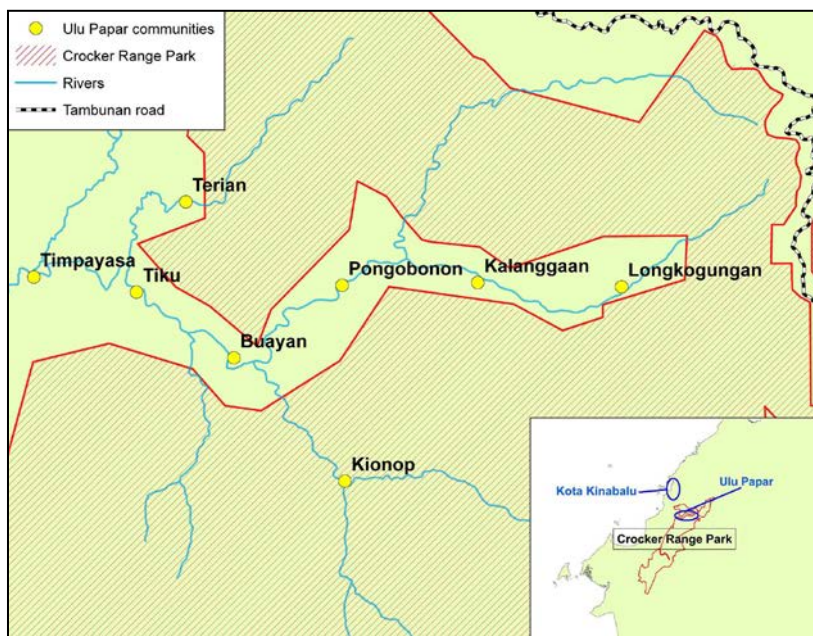 Ulu Papar communities
Crocker Range Park
Rivers
Tambunan road
Terian
Timpayasa
Tiku
Pongobonon
Kalanggaan
Longkogungan
Buayan
Kionop
Kota Kinabalu
Ulu Papar
Crocker Range Park